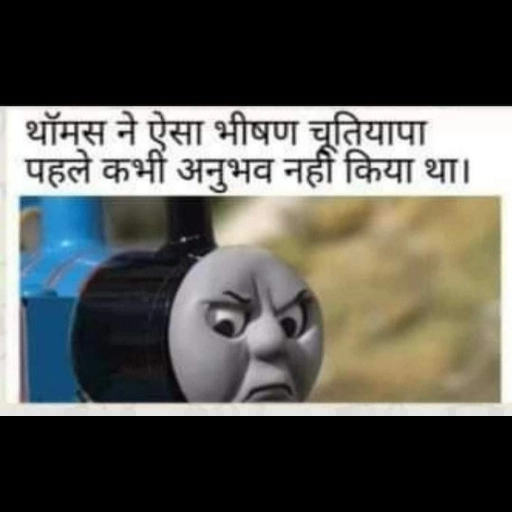 थॉमस ने ऐसा भीषण चूतियापा
पहले कभी अनुभव नही किया था।